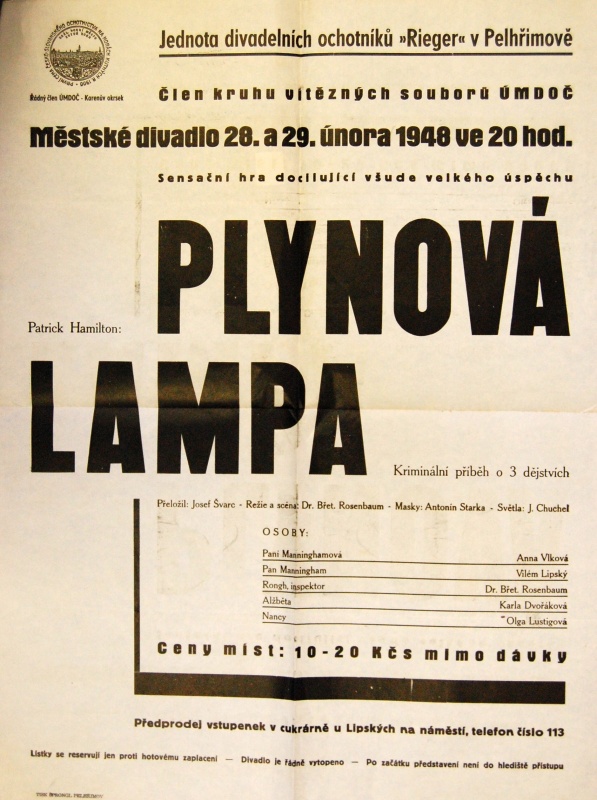 Jednota divadelních ochotníků »Rieger« v Pelhřimově
Řádný člen ÚMDOČ - Karenův okrsek
Člen kruhu vítězných souborů ÚMDOČ
Městské divadlo 28. a 29. února 1948 ve 20 hod.
Sensační hra docilující všude velkého úspěchu
PLYNOVÁ
Patrick Hamilton:
LAMPA
Kriminální příběh o 3 dějstvích
Přeložil: Josef Švarc - Režie a scéna: Dr. Břet. Rosenbaum - Masky: Antonín Starka - Světla: J. Chuchel
OSOBY:
Paní Manninghamová Anna Vlková
Pan Manningham Vilém Lipský
Rongh, inspektor Dr. Břet. Rosenbaum
Alžběta Karla Dvořáková
Nancy Olga Lustigová
Ceny míst: 10-20 Kčs mimo dávky
Předprodej vstupenek v cukrárně u Lipských na náměstí, telefon číslo 113
Lístky se reservují jen proti hotovému zaplacení — Divadlo je řádně vytopeno — Po začátku představení není do hlediště přístupu